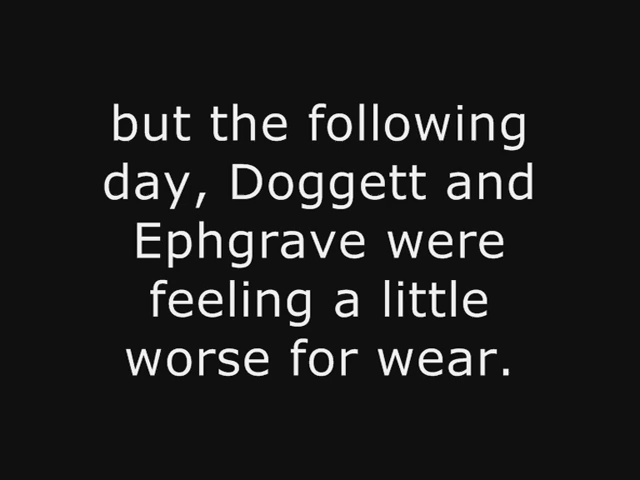 but the following
day, Doggett and
Ephgrave were
feeling a little
worse for wear.